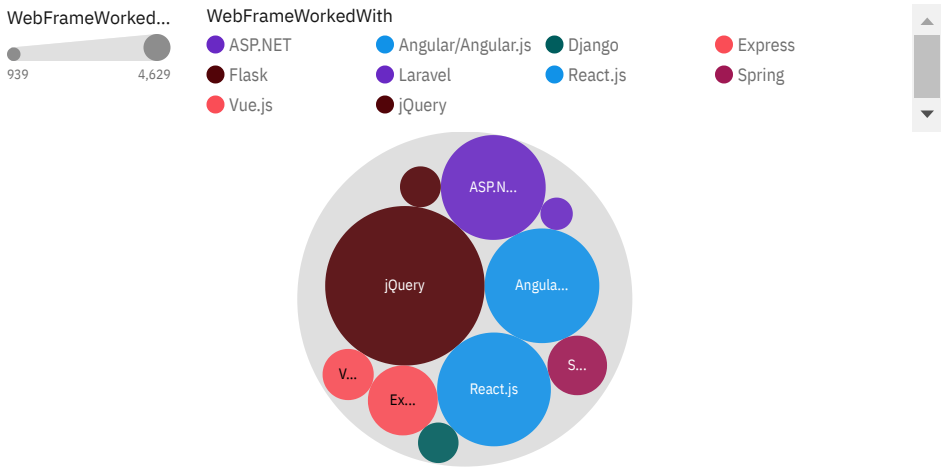 WebFrameWorked...
939 4,629
WebFrameWorkedWith
ASP.NET Angular/Angular.js Django Express
Flask Laravel React.js Spring
Vue.js jQuery
ASP.N...
jQuery
Angula...
S...
V...
Ex...
React.js